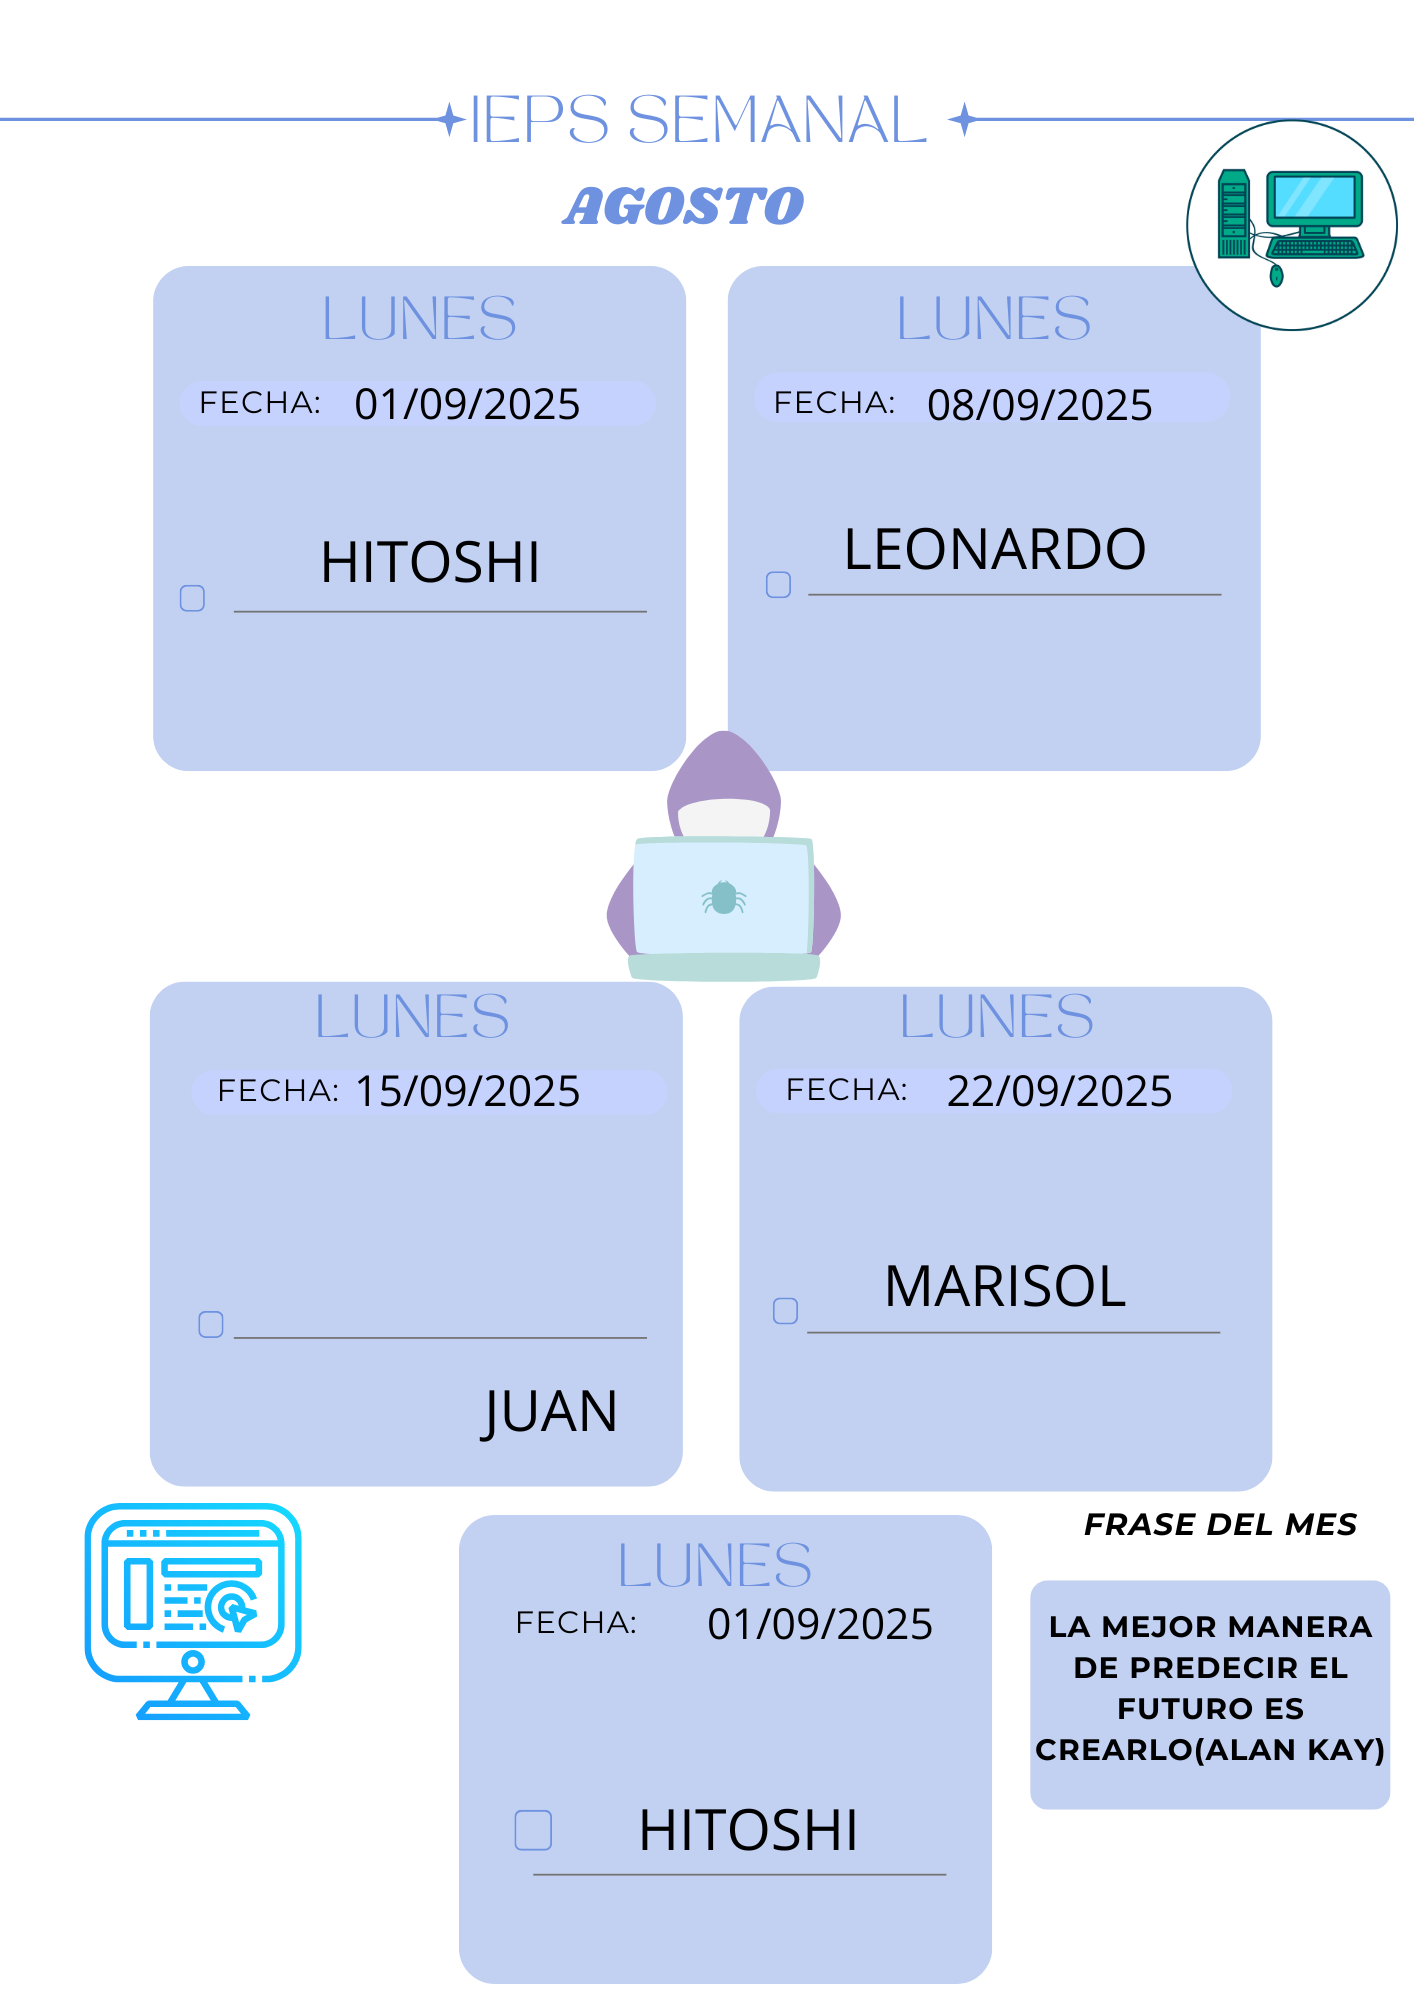 IEPS SEMANAL
AGOSTO
LUNES
FECHA: 01/09/2025
HITOSHI
LUNES
FECHA: 08/09/2025
LEONARDO
LUNES
FECHA: 15/09/2025
JUAN
LUNES
FECHA: 22/09/2025
MARISOL
LUNES
FECHA: 01/09/2025
HITOSHI
FRASE DEL MES
LA MEJOR MANERA
DE PREDECIR EL
FUTURO ES
CREARLO(ALAN KAY)